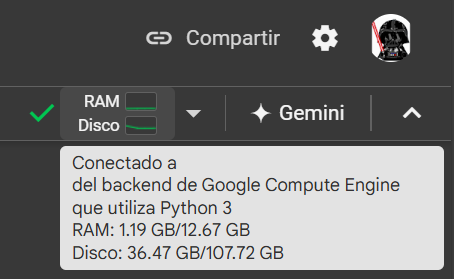 Compartir
RAM
Disco
Gemini
Conectado a
del backend de Google Compute Engine
que utiliza Python 3
RAM: 1.19 GB/12.67 GB
Disco: 36.47 GB/107.72 GB